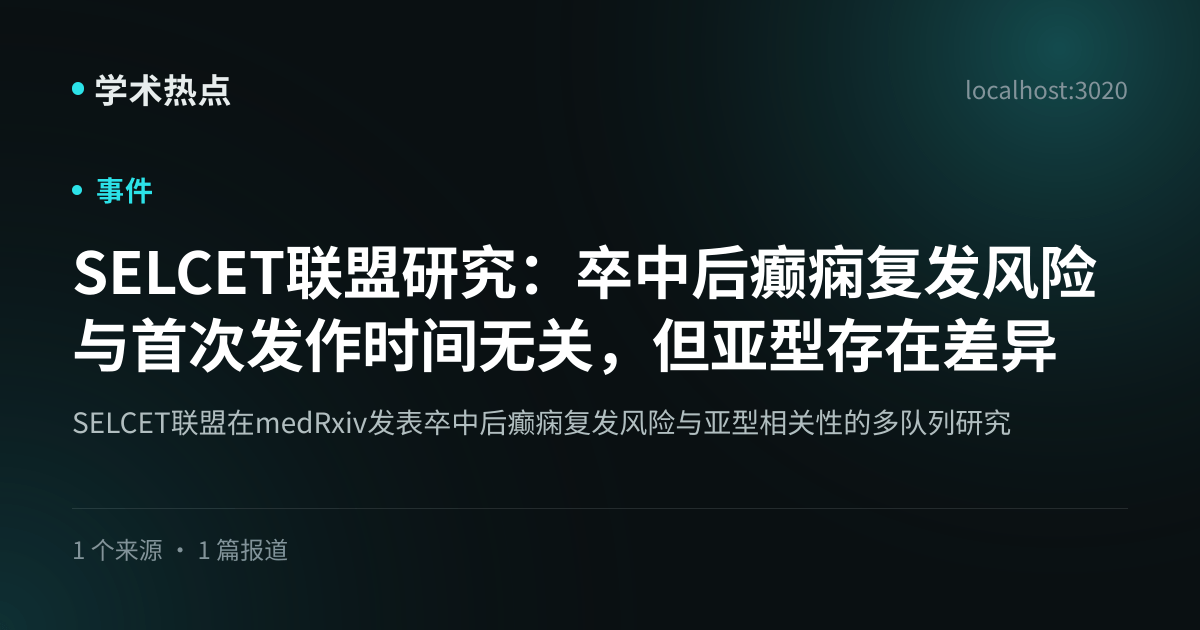 学术热点
localhost:3020
事件
SELCET联盟研究：卒中后癫痫复发风险
与首次发作时间无关，但亚型存在差异
SELCET联盟在medRxiv发表卒中后癫痫复发风险与亚型相关性的多队列研究
1 个来源 · 1 篇报道